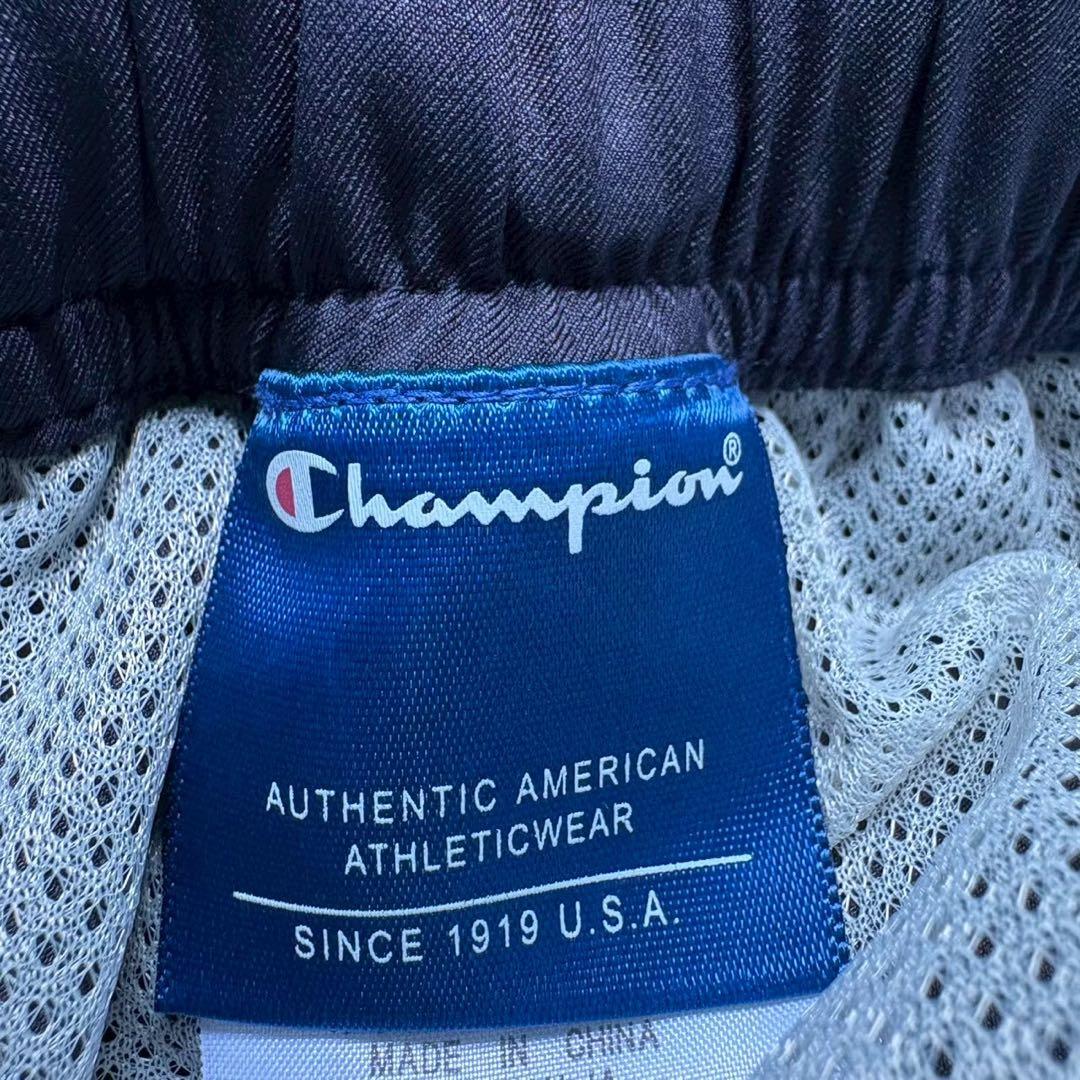 Champion®
AUTHENTIC AMERICAN
ATHLETICWEAR
SINCE 1919 U.S.A.
MADE IN CHINA